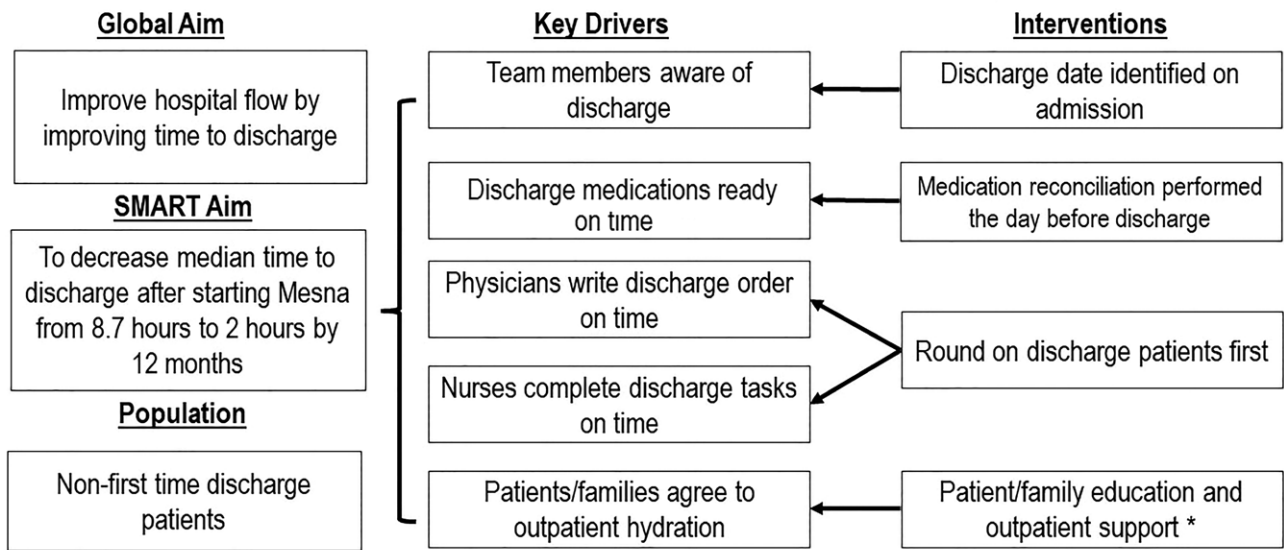 Global Aim
Improve hospital flow by
improving time to discharge
SMART Aim
To decrease median time to
discharge after starting Mesna
from 8.7 hours to 2 hours by
12 months
Population
Non-first time discharge
patients
Key Drivers
Team members aware of
discharge
Discharge medications ready
on time
Physicians write discharge order
on time
Nurses complete discharge tasks
on time
Patients/families agree to
outpatient hydration
Interventions
Discharge date identified on
admission
Medication reconciliation performed
the day before discharge
Round on discharge patients first
Patient/family education and
outpatient support *